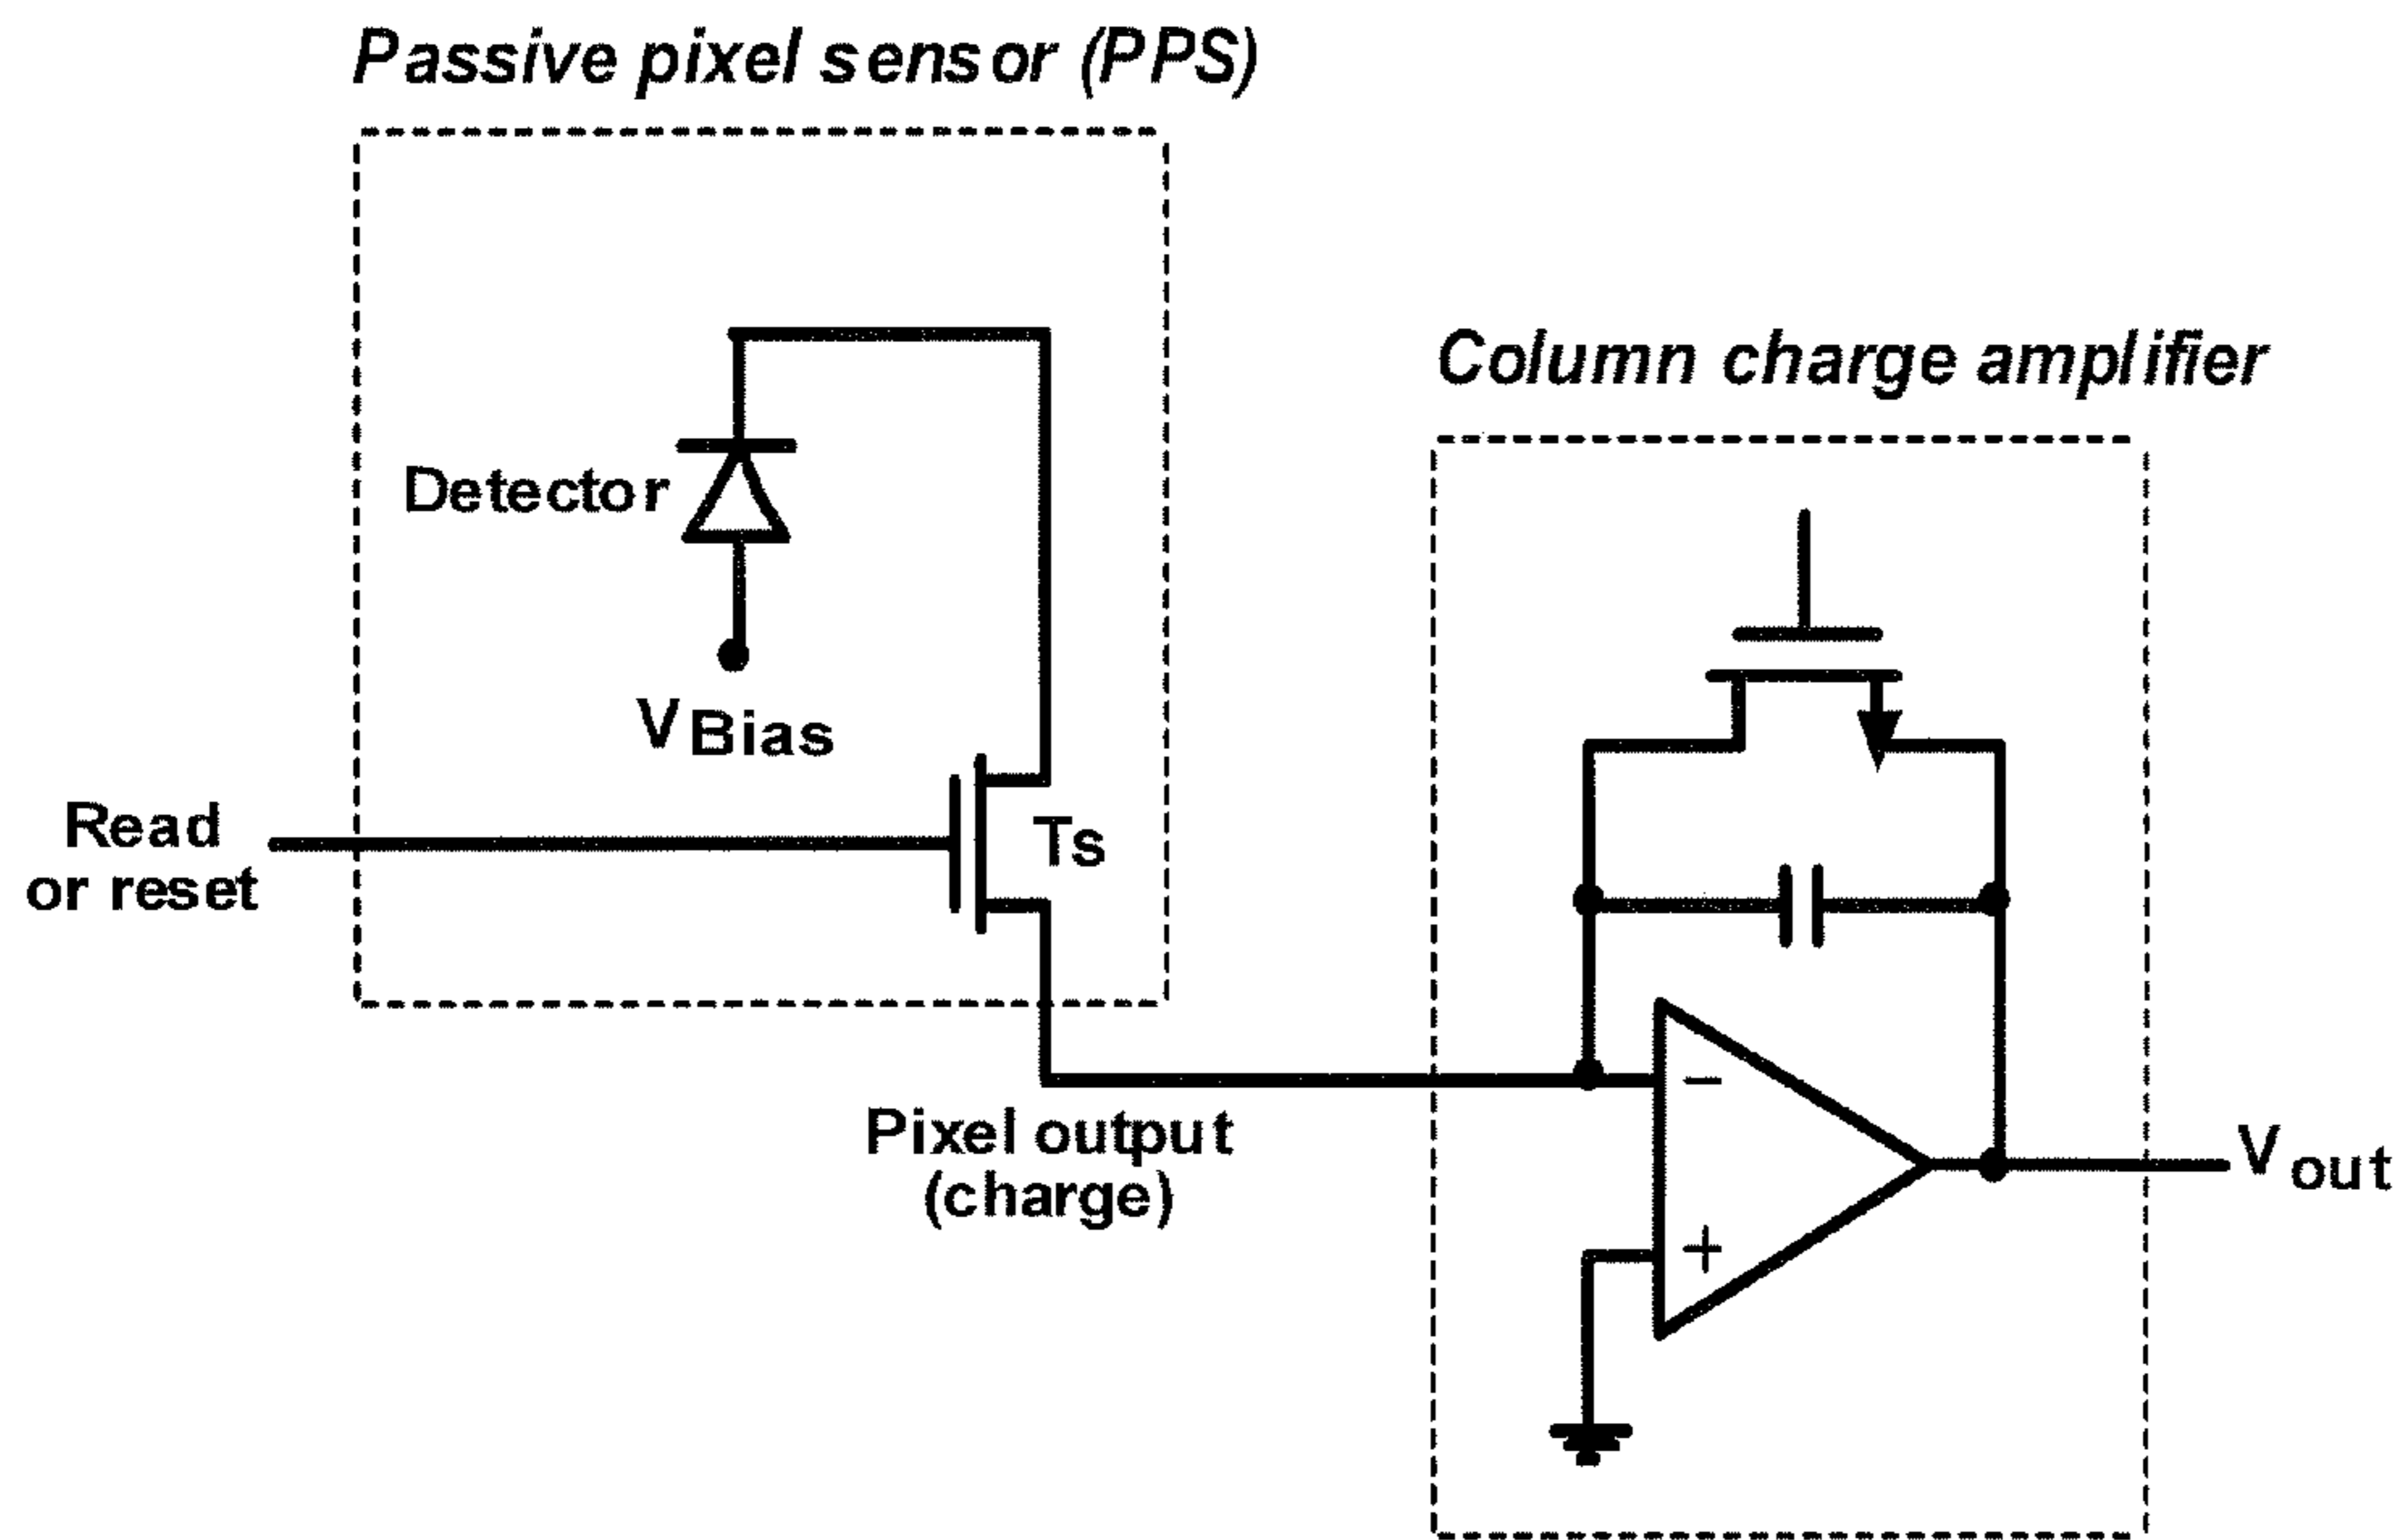 Passive pixel sensor (PPS)
Column charge amplifier
Detector
VBias
Read
or reset
Ts
−
Pixel output
(charge)
+
Vout